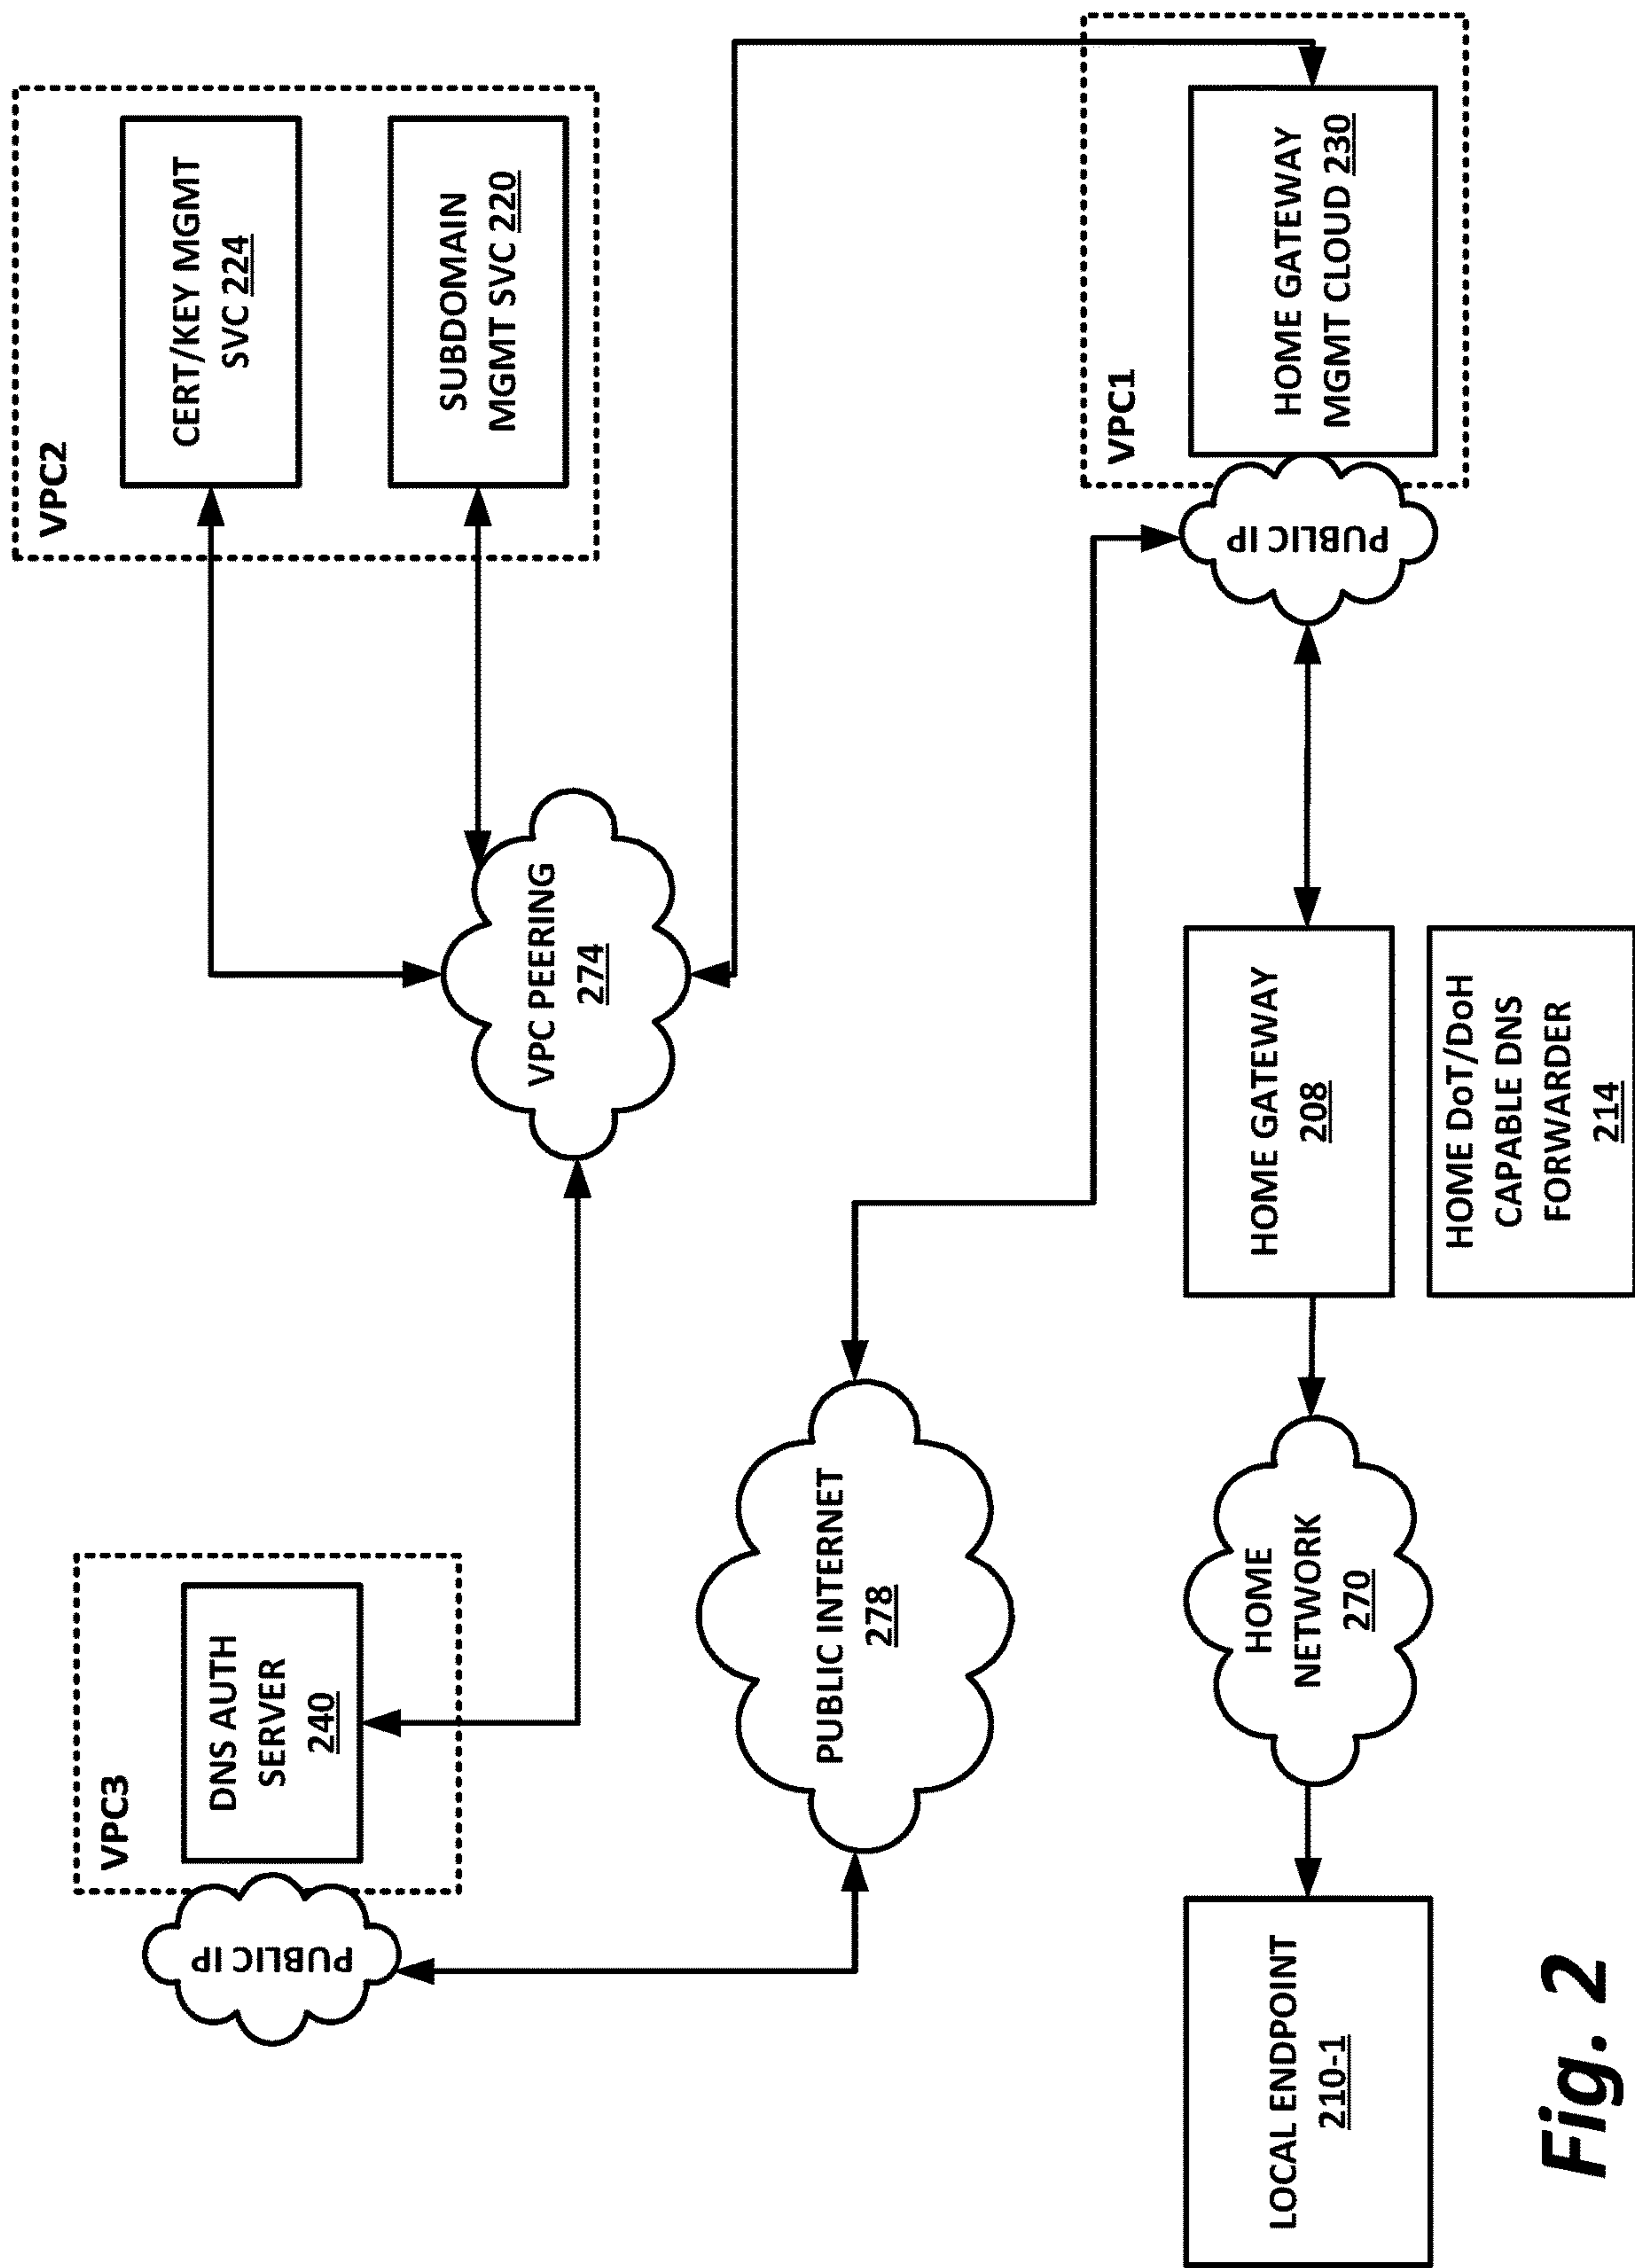 VPC3
DNS AUTH
SERVER
240
PUBLIC IP
VPC2
CERT/KEY MGMT
SVC 224
SUBDOMAIN
MGMT SVC 220
VPC PEERING
274
PUBLIC INTERNET
278
VPC1
HOME GATEWAY
MGMT CLOUD 230
PUBLIC IP
LOCAL ENDPOINT
210-1
HOME
NETWORK
270
HOME GATEWAY
208
HOME DoT/DoH
CAPABLE DNS
FORWARDER
214
Fig. 2